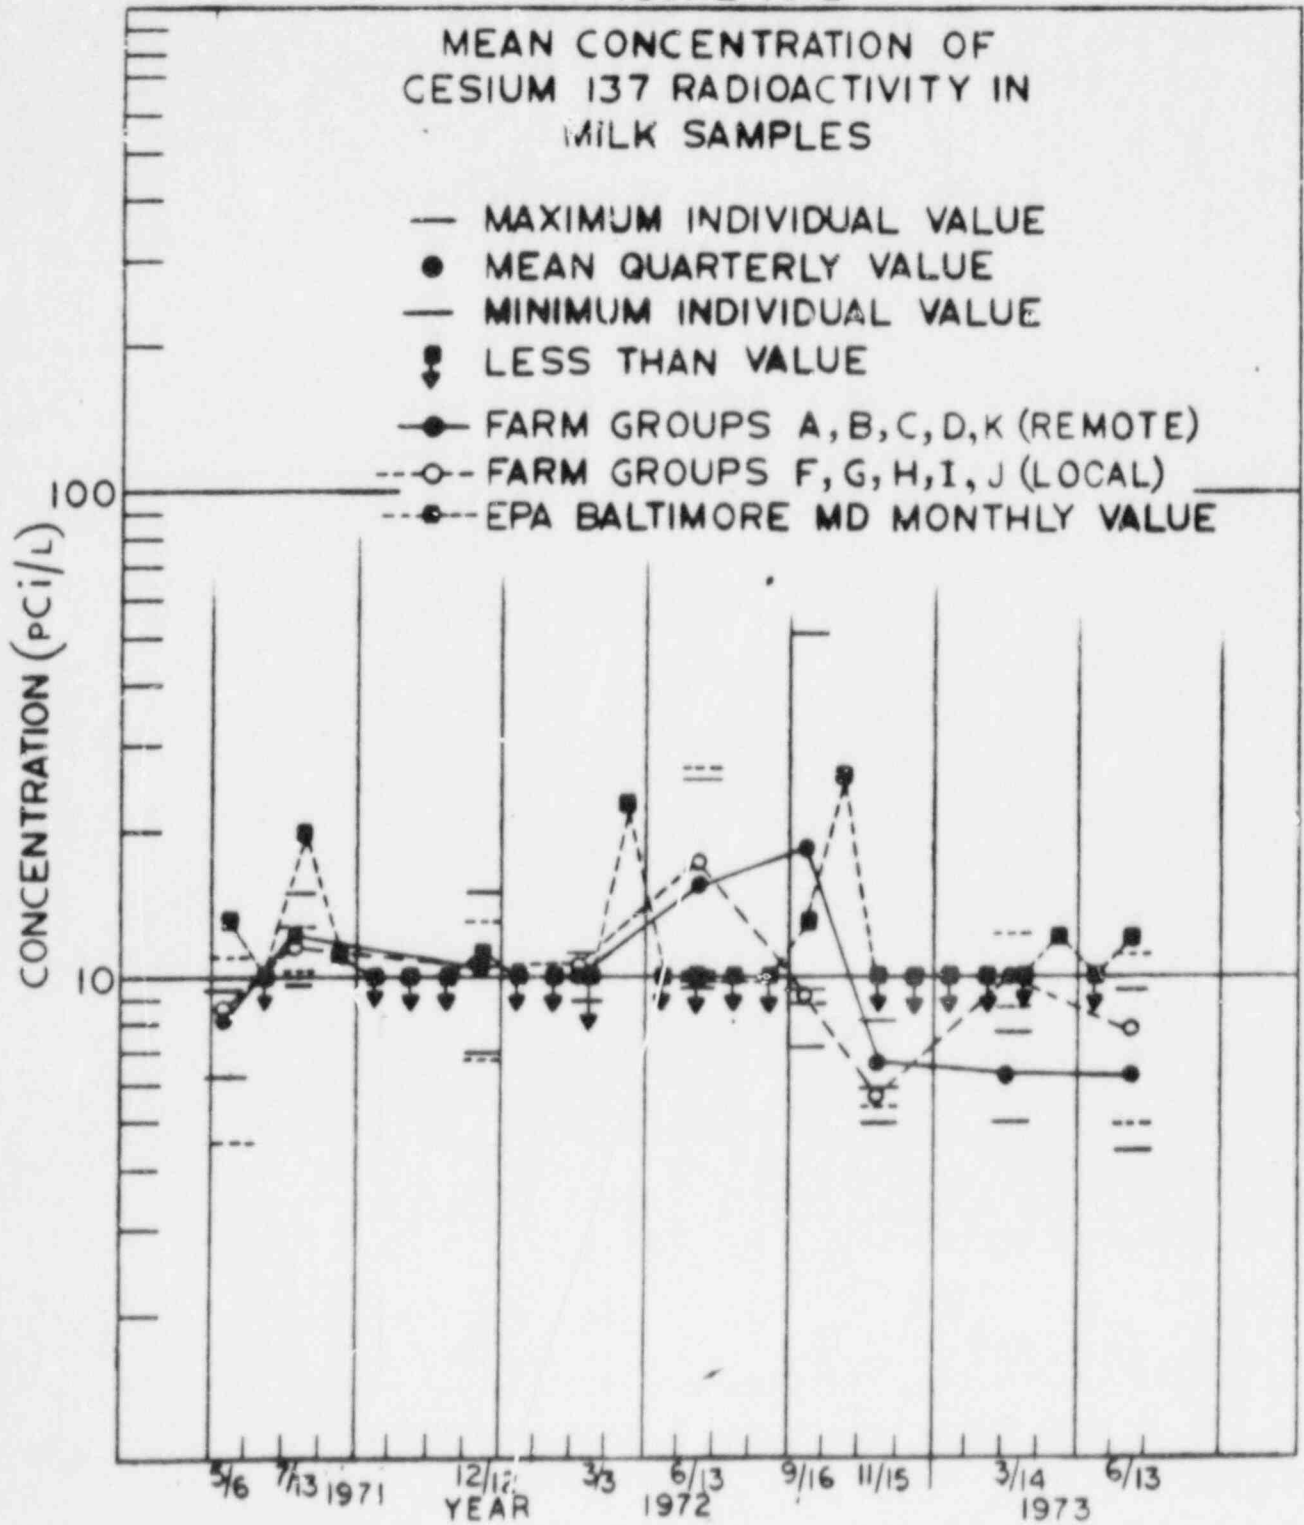 MEAN CONCENTRATION OF
CESIUM 137 RADIOACTIVITY IN
MILK SAMPLES
MAXIMUM INDIVIDUAL VALUE
MEAN QUARTERLY VALUE
MINIMUM INDIVIDUAL VALUE
LESS THAN VALUE
FARM GROUPS A, B, C, D, K (REMOTE)
FARM GROUPS F, G, H, I, J (LOCAL)
EPA BALTIMORE MD MONTHLY VALUE
100
10
CONCENTRATION (pCi/L)
5/6 7/13 12/12 3/3 6/13 9/16 11/15 3/14 6/13
1971 1972 1973
YEAR